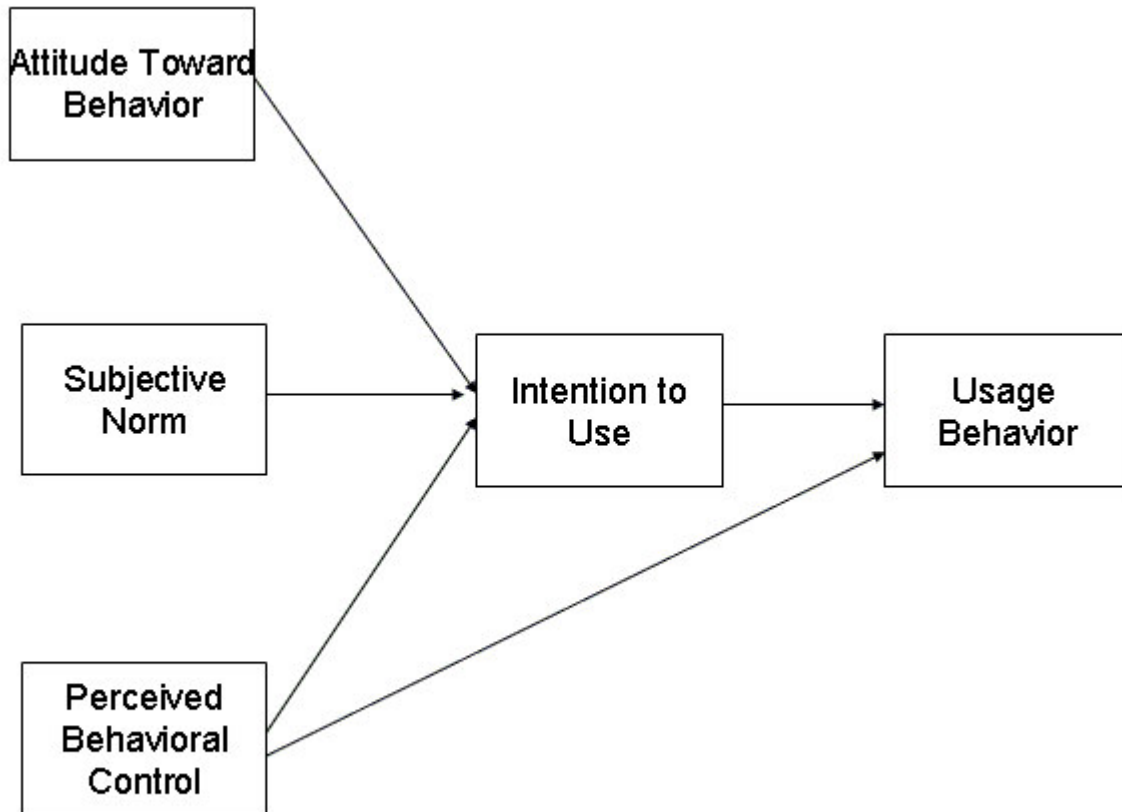 Attitude Toward
Behavior
Subjective
Norm
Intention to
Use
Usage
Behavior
Perceived
Behavioral
Control